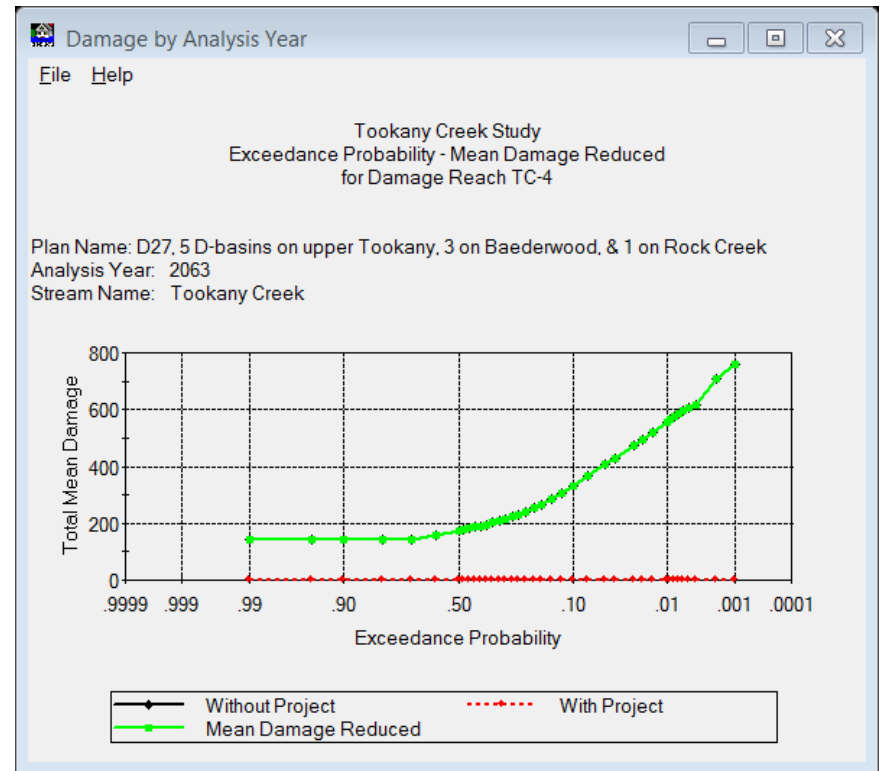 Damage by Analysis Year
File Help
Tookany Creek Study
Exceedance Probability - Mean Damage Reduced
for Damage Reach TC-4
Plan Name: D27, 5 D-basins on upper Tookany, 3 on Baederwood, & 1 on Rock Creek
Analysis Year: 2063
Stream Name: Tookany Creek
800
600
400
200
0
Total Mean Damage
.9999 .999 .99 .90 .50 .10 .01 .001 .0001
Exceedance Probability
Without Project With Project
Mean Damage Reduced